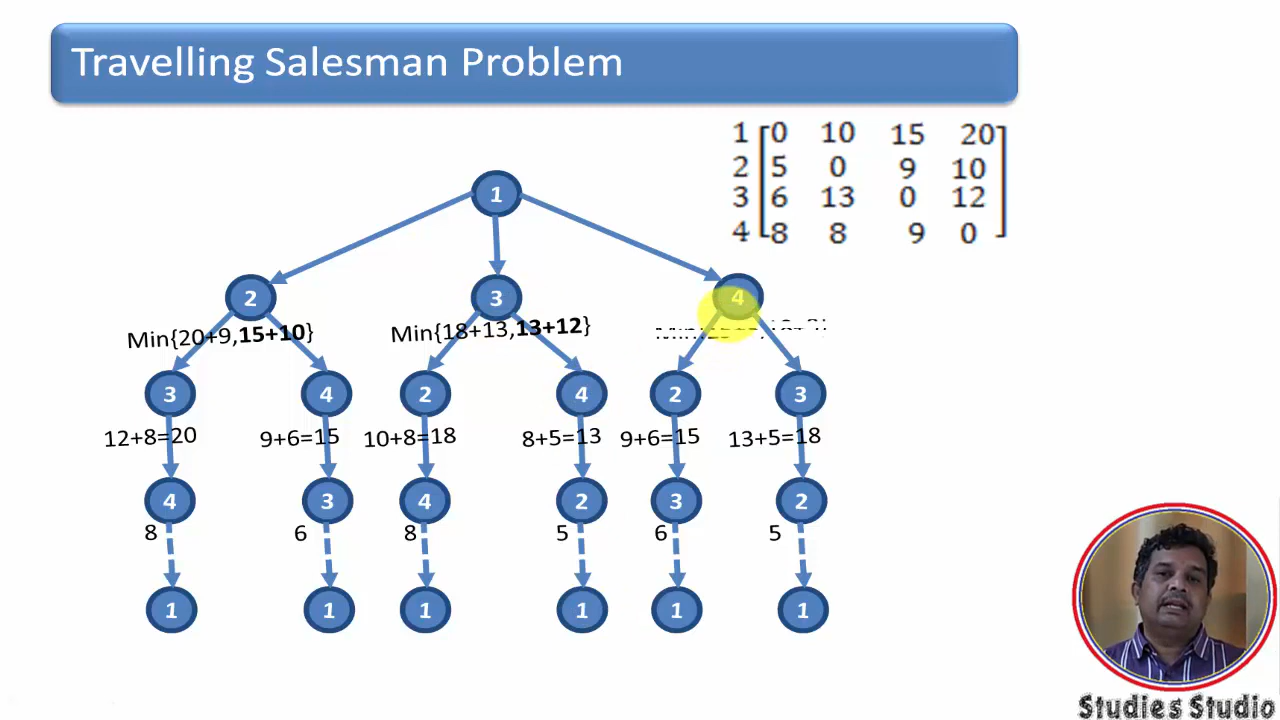 Travelling Salesman Problem
1 0 10 15 20
2 5 0 9 10
3 6 13 0 12
4 8 8 9 0
1
2 3 4
Min{20+9,15+10} Min{18+13,13+12}
3 4 2 4 2 3
12+8=20 9+6=15 10+8=18 8+5=13 9+6=15 13+5=18
4 3 4 2 3 2
8 6 8 5 6 5
1 1 1 1 1 1
Studies Studio